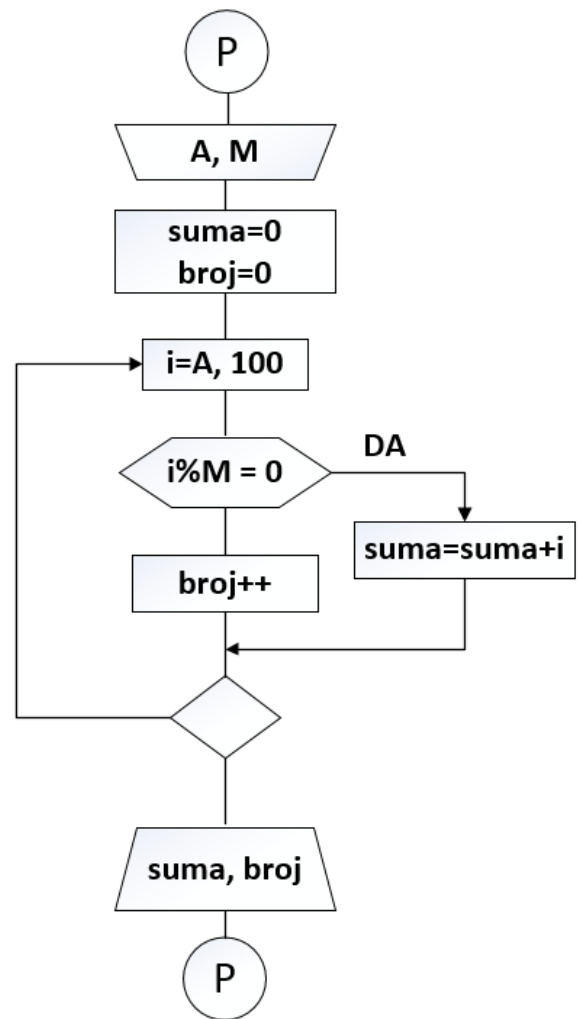 P
A, M
suma=0
broj=0
i=A, 100
i%M = 0
DA
suma=suma+i
broj++
suma, broj
P